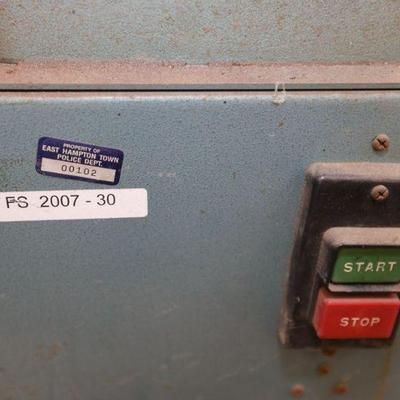 PROPERTY OF
EAST HAMPTON TOWN
POLICE DEPT.
00102
FS 2007 - 30
START
STOP